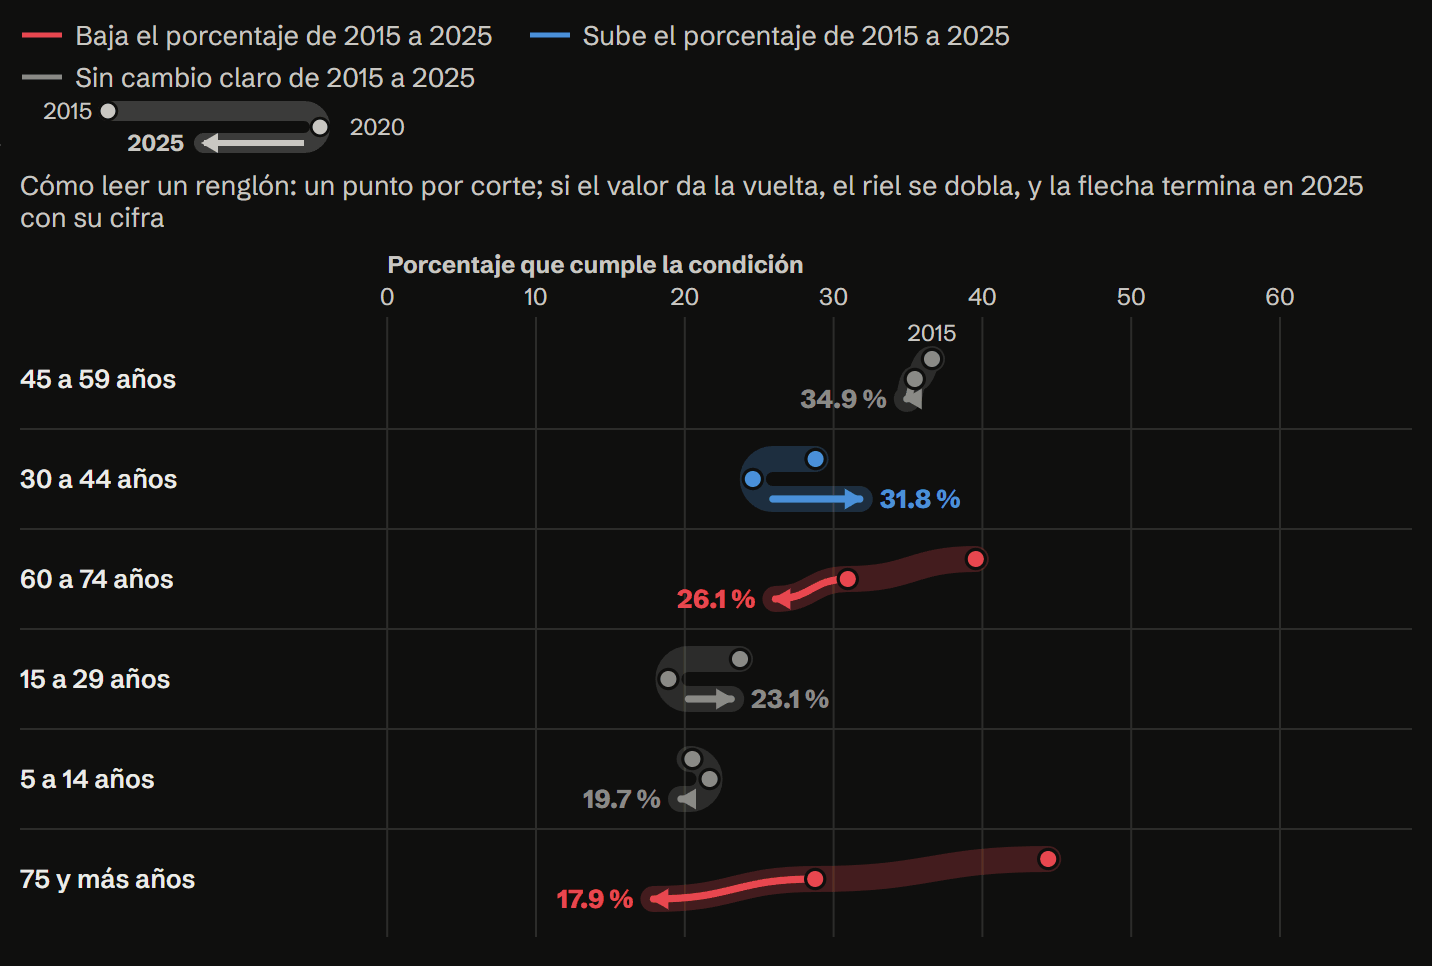 Baja el porcentaje de 2015 a 2025
Sube el porcentaje de 2015 a 2025
Sin cambio claro de 2015 a 2025
2015
2020
2025
Cómo leer un renglón: un punto por corte; si el valor da la vuelta, el riel se dobla, y la flecha termina en 2025
con su cifra
Porcentaje que cumple la condición
0 10 20 30 40 50 60
2015
45 a 59 años
34.9 %
30 a 44 años
31.8 %
60 a 74 años
26.1 %
15 a 29 años
23.1 %
5 a 14 años
19.7 %
75 y más años
17.9 %